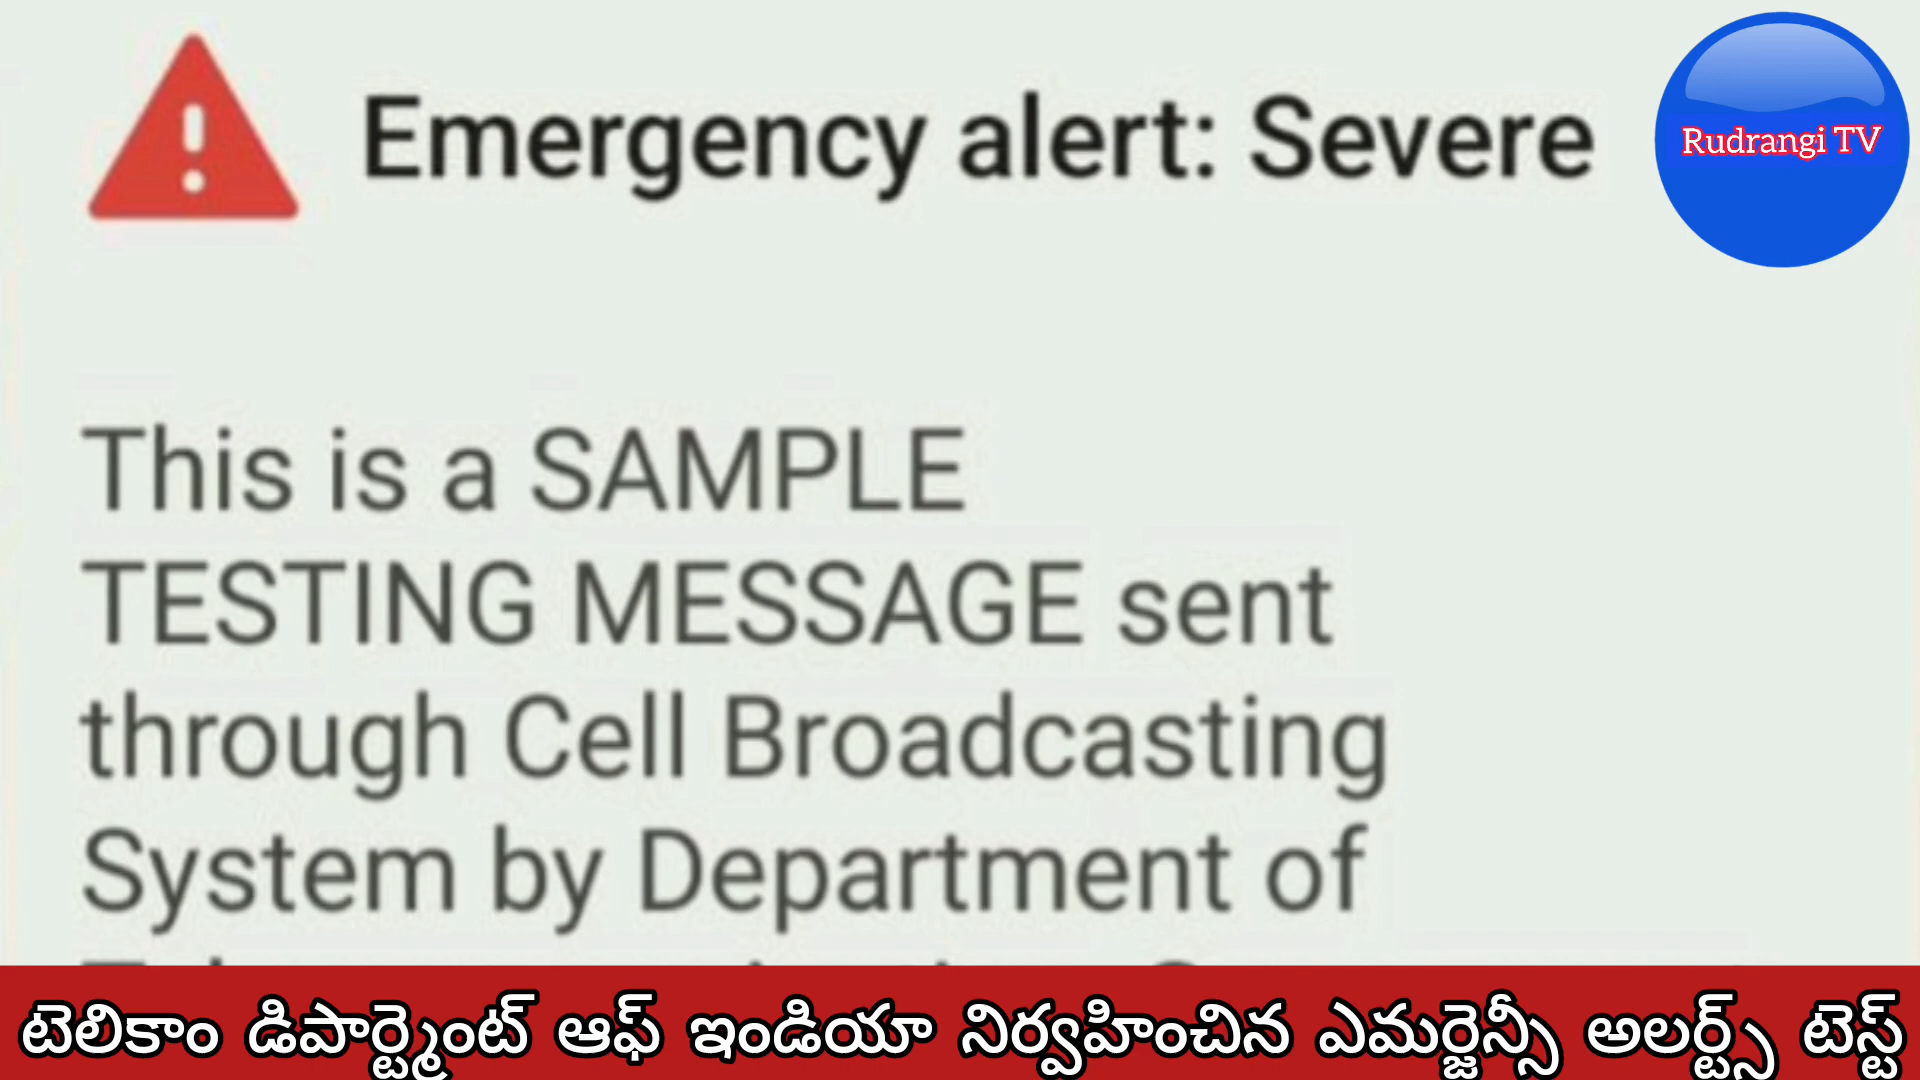 Emergency alert: Severe
Rudrangi TV
This is a SAMPLE
TESTING MESSAGE sent
through Cell Broadcasting
System by Department of
టెలికాం డిపార్ట్మెంట్ ఆఫ్ ఇండియా నిర్వహించిన ఎమర్జెన్సీ అలర్ట్స్ టెస్ట్